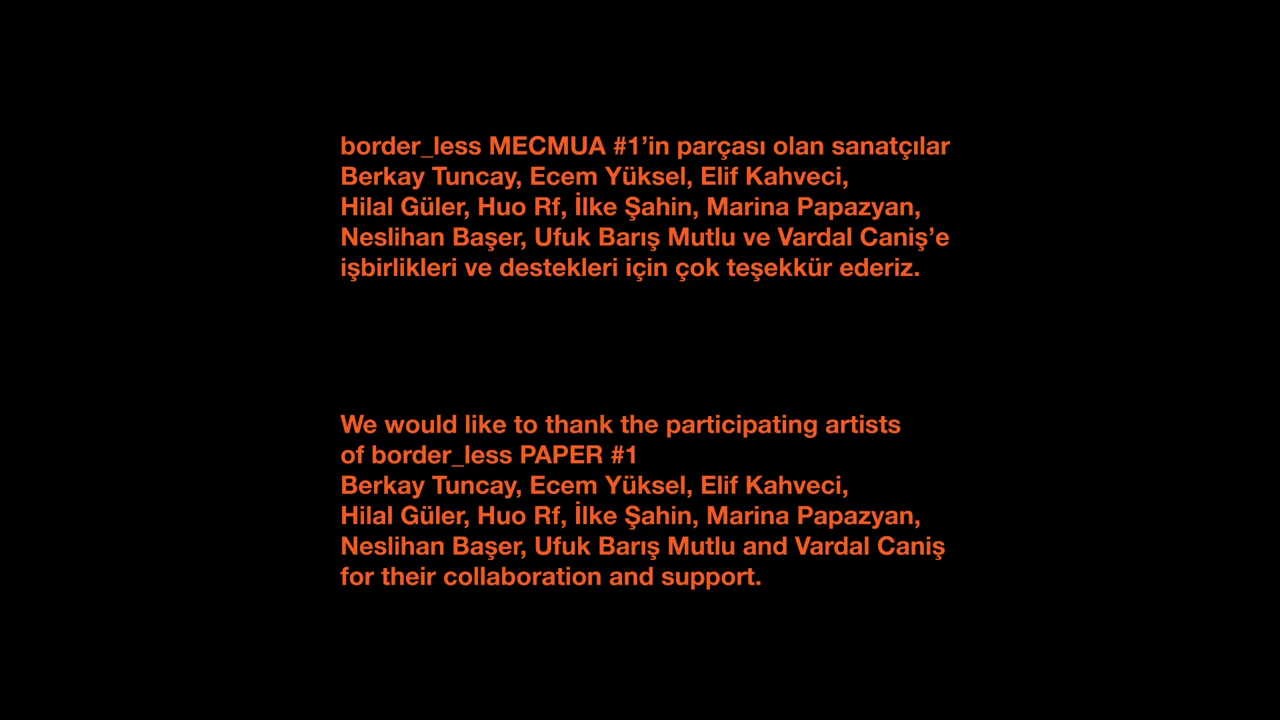 border_less MECMUA #1’in parçası olan sanatçılar
Berkay Tuncay, Ecem Yüksel, Elif Kahveci,
Hilal Güler, Huo Rf, İlke Şahin, Marina Papazyan,
Neslihan Başer, Ufuk Barış Mutlu ve Vardal Caniş’e
işbirlikleri ve destekleri için çok teşekkür ederiz.
We would like to thank the participating artists
of border_less PAPER #1
Berkay Tuncay, Ecem Yüksel, Elif Kahveci,
Hilal Güler, Huo Rf, İlke Şahin, Marina Papazyan,
Neslihan Başer, Ufuk Barış Mutlu and Vardal Caniş
for their collaboration and support.